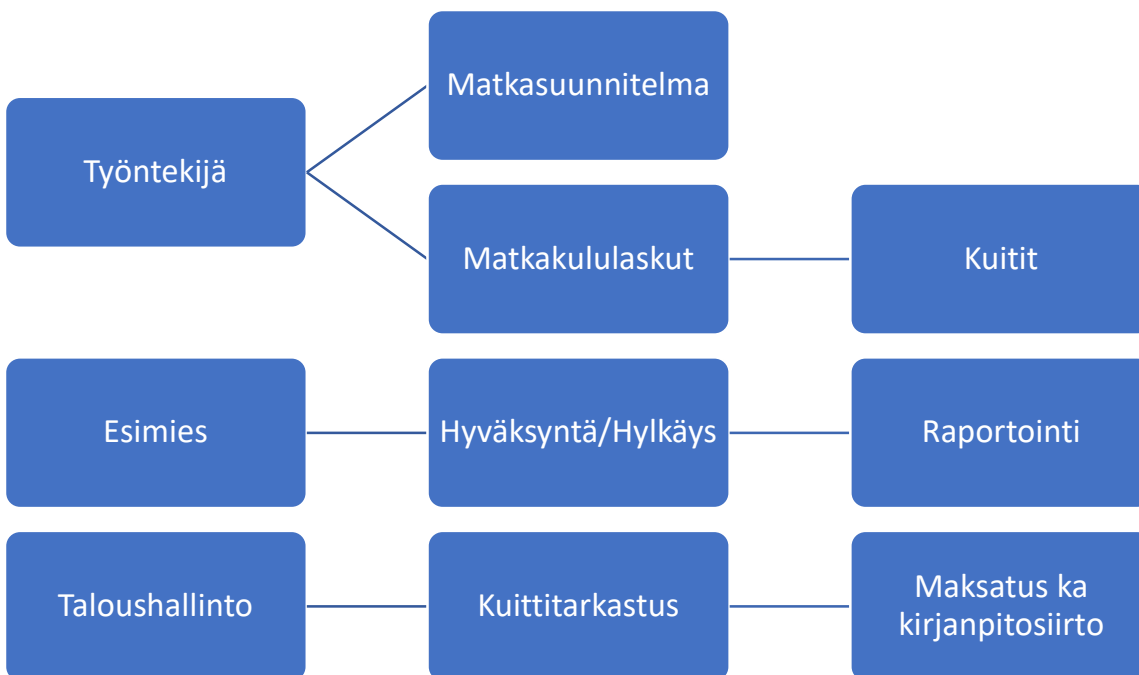 Matkasuunnitelma
Työntekijä
Matkakululaskut
Kuitit
Esimies
Hyväksyntä/Hylkäys
Raportointi
Taloushallinto
Kuittitarkastus
Maksatus ka
kirjanpitosiirto